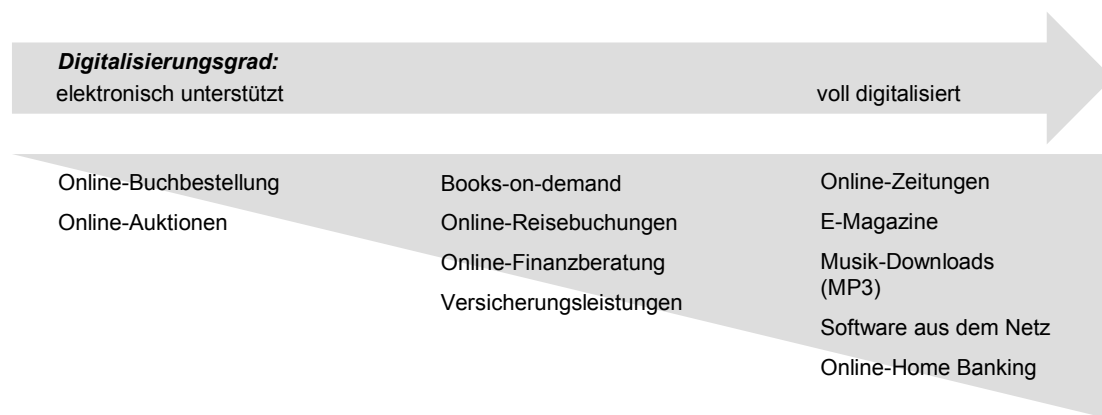 Digitalisierungsgrad:
elektronisch unterstützt
voll digitalisiert
Online-Buchbestellung
Online-Auktionen
Books-on-demand
Online-Reisebuchungen
Online-Finanzberatung
Versicherungsleistungen
Online-Zeitungen
E-Magazine
Musik-Downloads
(MP3)
Software aus dem Netz
Online-Home Banking